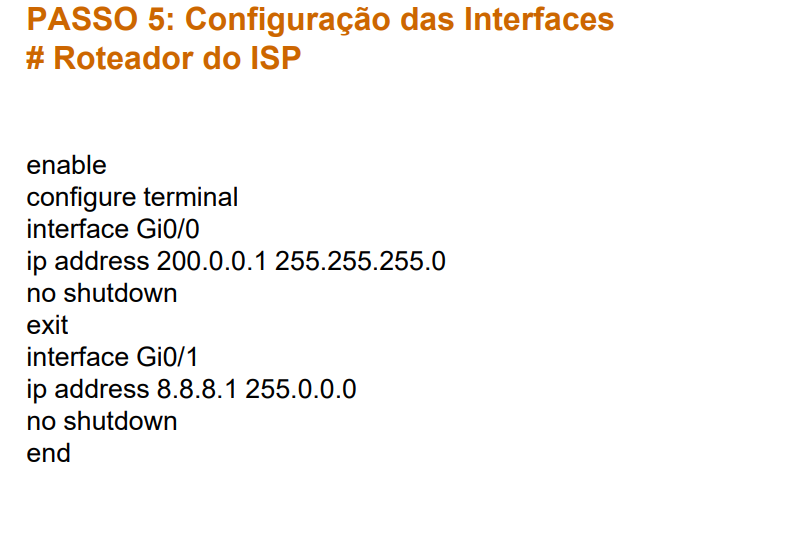 PASSO 5: Configuração das Interfaces
# Roteador do ISP
enable
configure terminal
interface Gi0/0
ip address 200.0.0.1 255.255.255.0
no shutdown
exit
interface Gi0/1
ip address 8.8.8.1 255.0.0.0
no shutdown
end